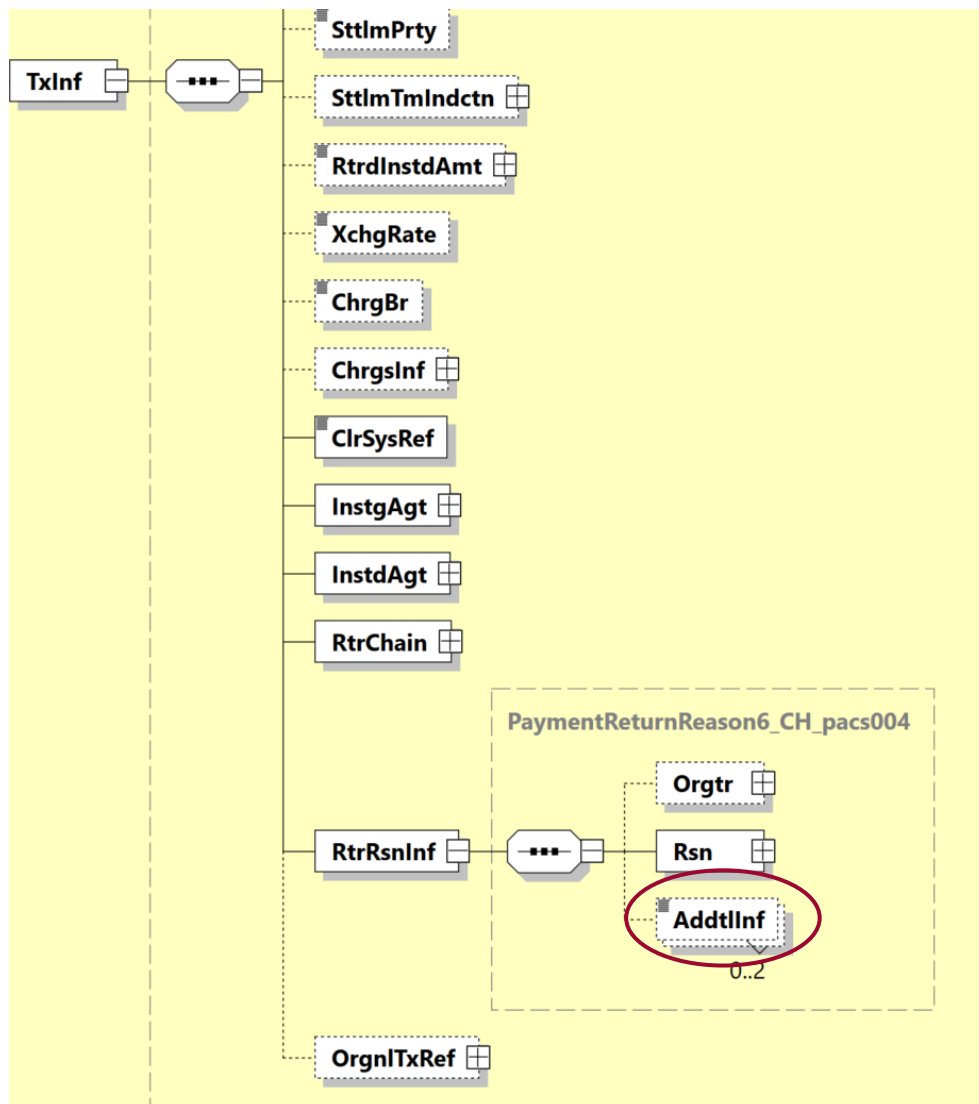 SttlmPrty
TxInf
SttlmTmIndctn
RtrdInstdAmt
XchgRate
ChrgBr
ChrgsInf
ClrSysRef
InstgAgt
InstdAgt
RtrChain
PaymentReturnReason6_CH_pacs004
Orgtr
RtrRsnInf
Rsn
AddtlInf
0..2
OrgnlTxRef